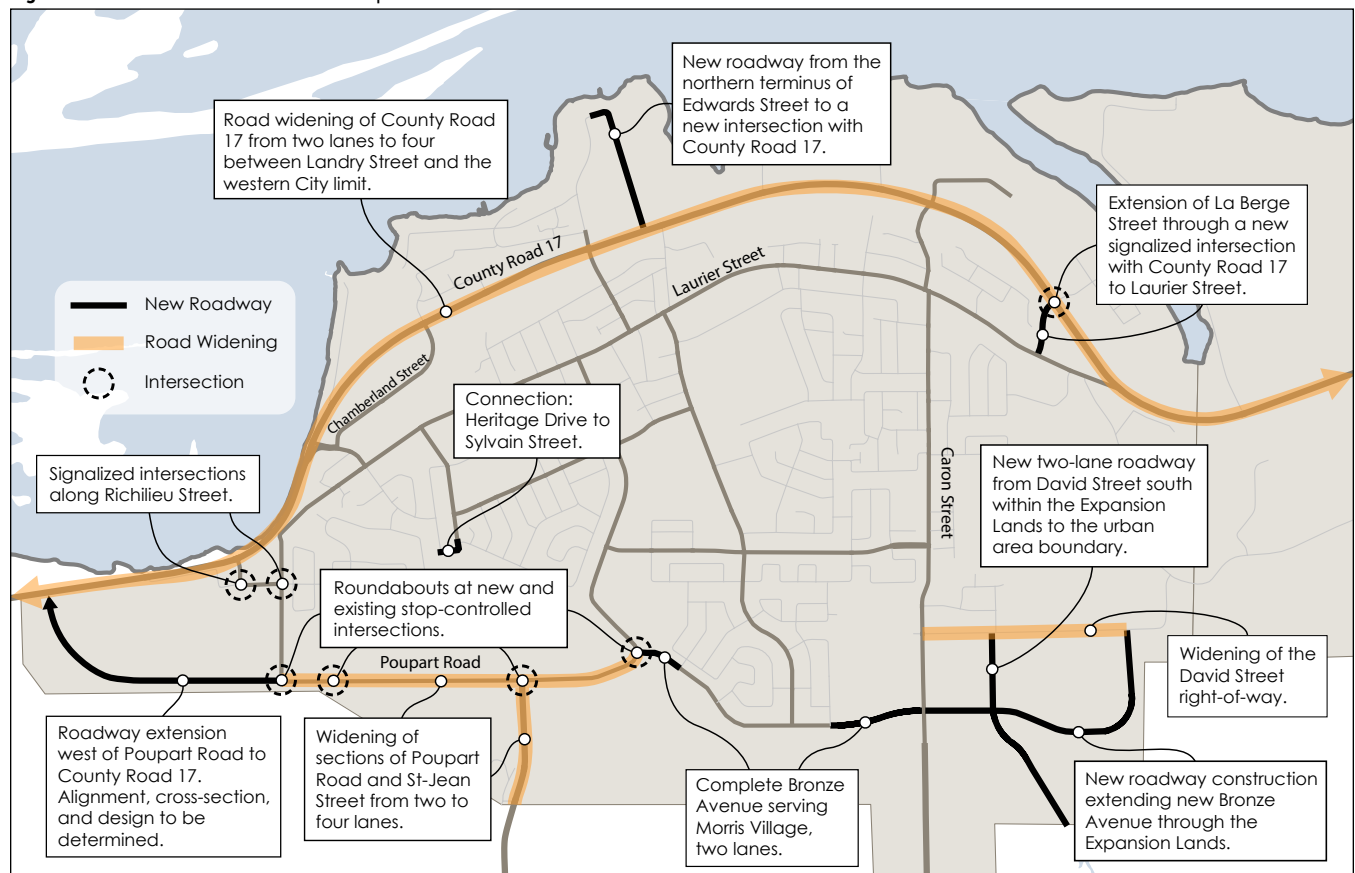 New roadway from the
northern terminus of
Edwards Street to a
new intersection with
County Road 17.
Road widening of County Road
17 from two lanes to four
between Landry Street and the
western City limit.
Extension of La Berge
Street through a new
signalized intersection
with County Road 17
to Laurier Street.
New Roadway
Road Widening
Intersection
County Road 17
Laurier Street
Chamberland Street
Caron Street
Connection:
Heritage Drive to
Sylvain Street.
Signalized intersections
along Richilieu Street.
New two-lane roadway
from David Street south
within the Expansion
Lands to the urban
area boundary.
Roundabouts at new and
existing stop-controlled
intersections.
Poupart Road
Widening of the
David Street
right-of-way.
Roadway extension
west of Poupart Road to
County Road 17.
Alignment, cross-section,
and design to be
determined.
Widening of
sections of Poupart
Road and St-Jean
Street from two to
four lanes.
Complete Bronze
Avenue serving
Morris Village,
two lanes.
New roadway construction
extending new Bronze
Avenue through the
Expansion Lands.